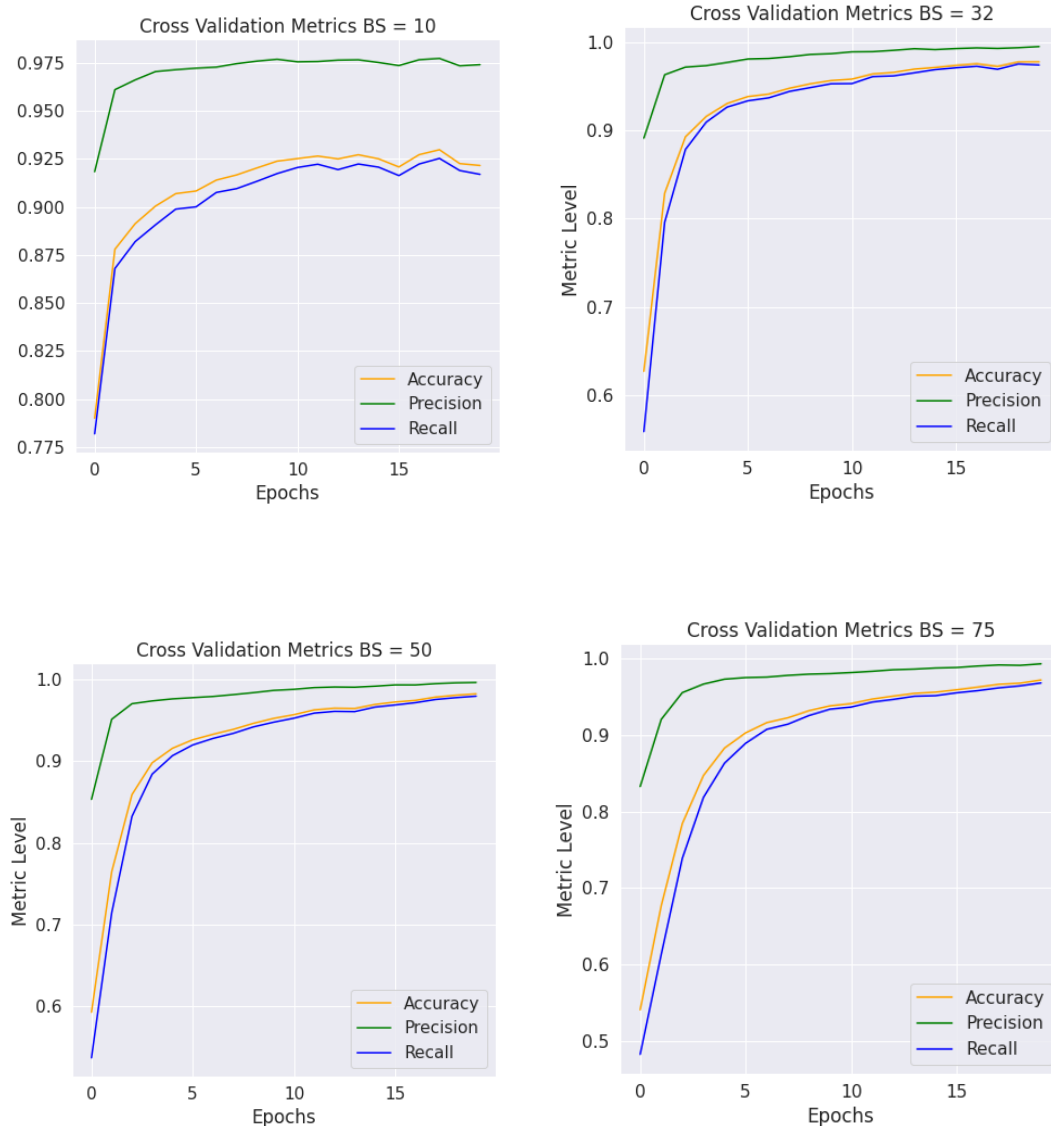 Cross Validation Metrics BS = 10
0.975
0.950
0.925
0.900
0.875
0.850
0.825
0.800
0.775
Accuracy
Precision
Recall
0 5 10 15
Epochs
Cross Validation Metrics BS = 32
Metric Level
1.0
0.9
0.8
0.7
0.6
Accuracy
Precision
Recall
0 5 10 15
Epochs
Cross Validation Metrics BS = 50
Metric Level
1.0
0.9
0.8
0.7
0.6
Accuracy
Precision
Recall
0 5 10 15
Epochs
Cross Validation Metrics BS = 75
Metric Level
1.0
0.9
0.8
0.7
0.6
0.5
Accuracy
Precision
Recall
0 5 10 15
Epochs